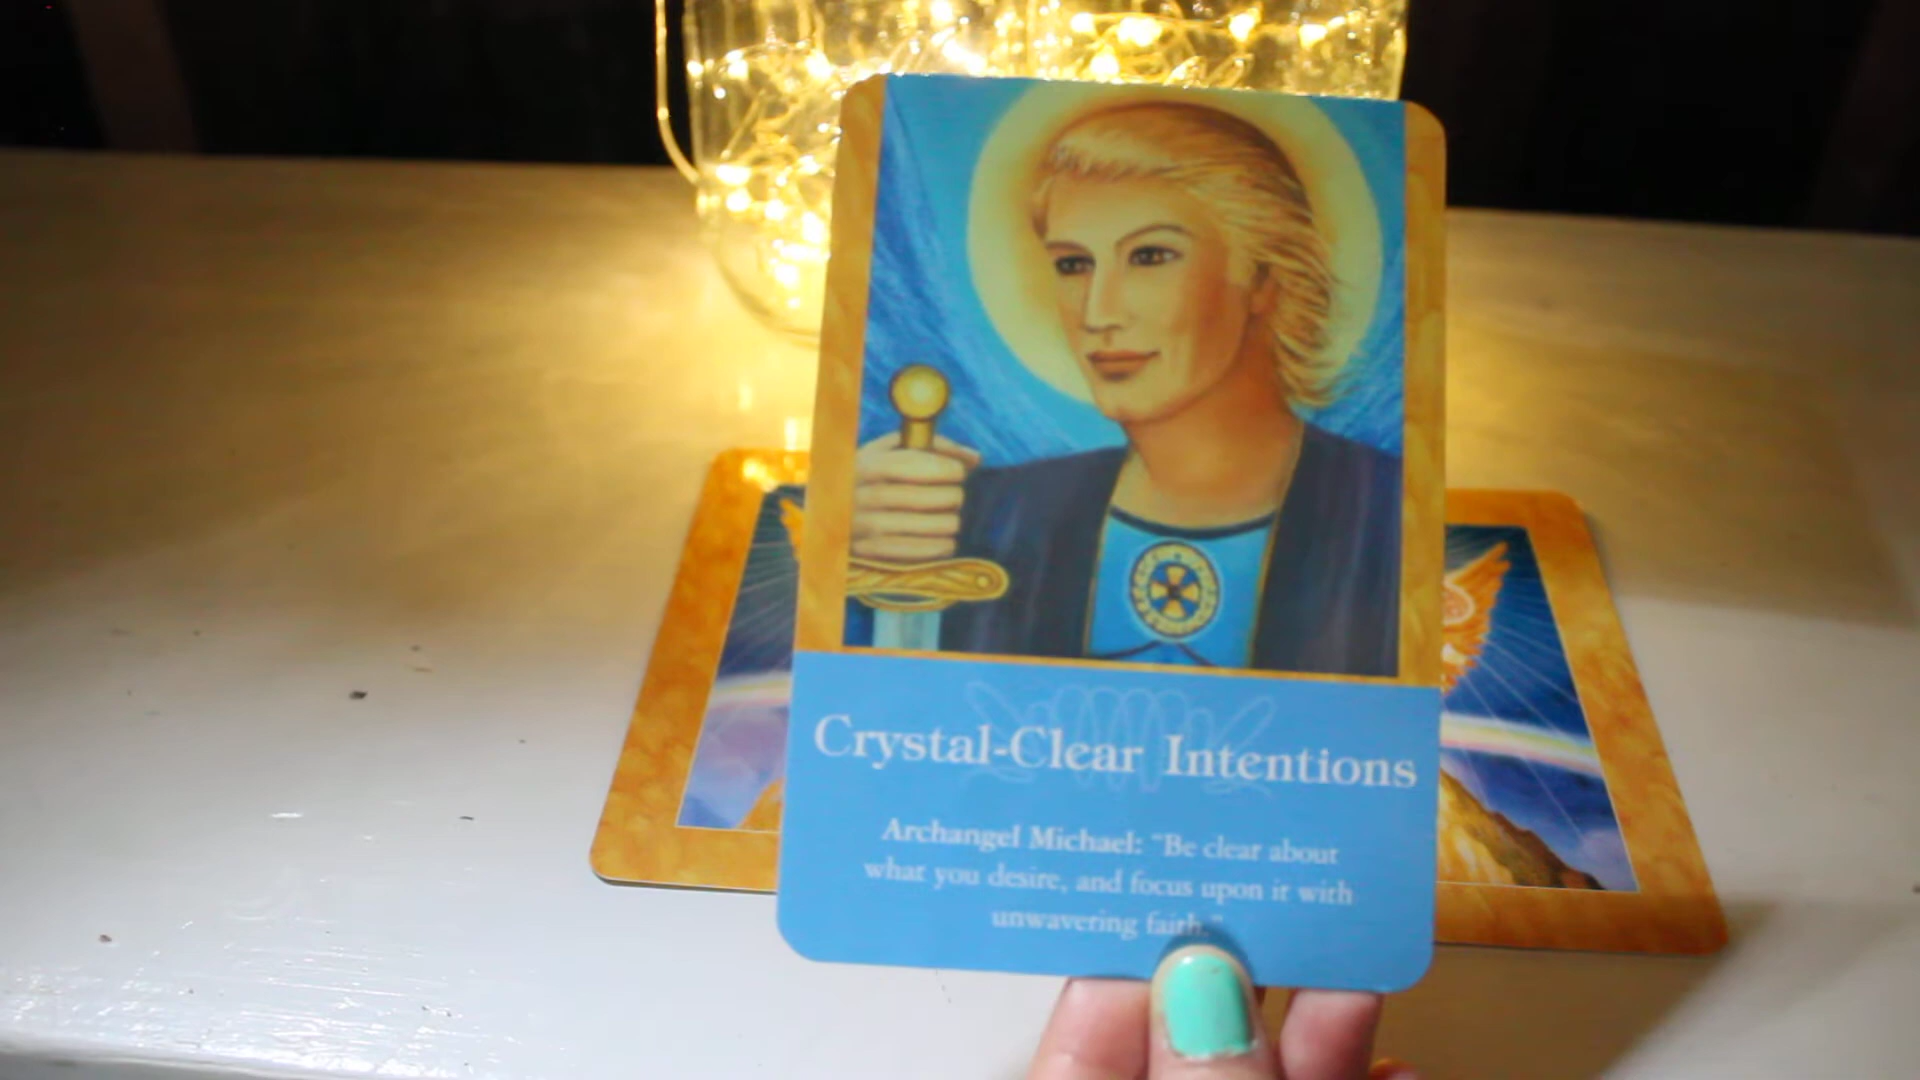 Crystal-Clear Intentions
Archangel Michael: “Be clear about
what you desire, and focus upon it with
unwavering faith.”